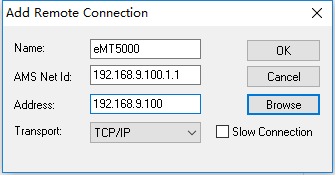 Add Remote Connection
Name: eMT5000 OK
AMS Net Id: 192.168.9.100.1.1 Cancel
Address: 192.168.9.100 Browse
Transport: TCP/IP Slow Connection